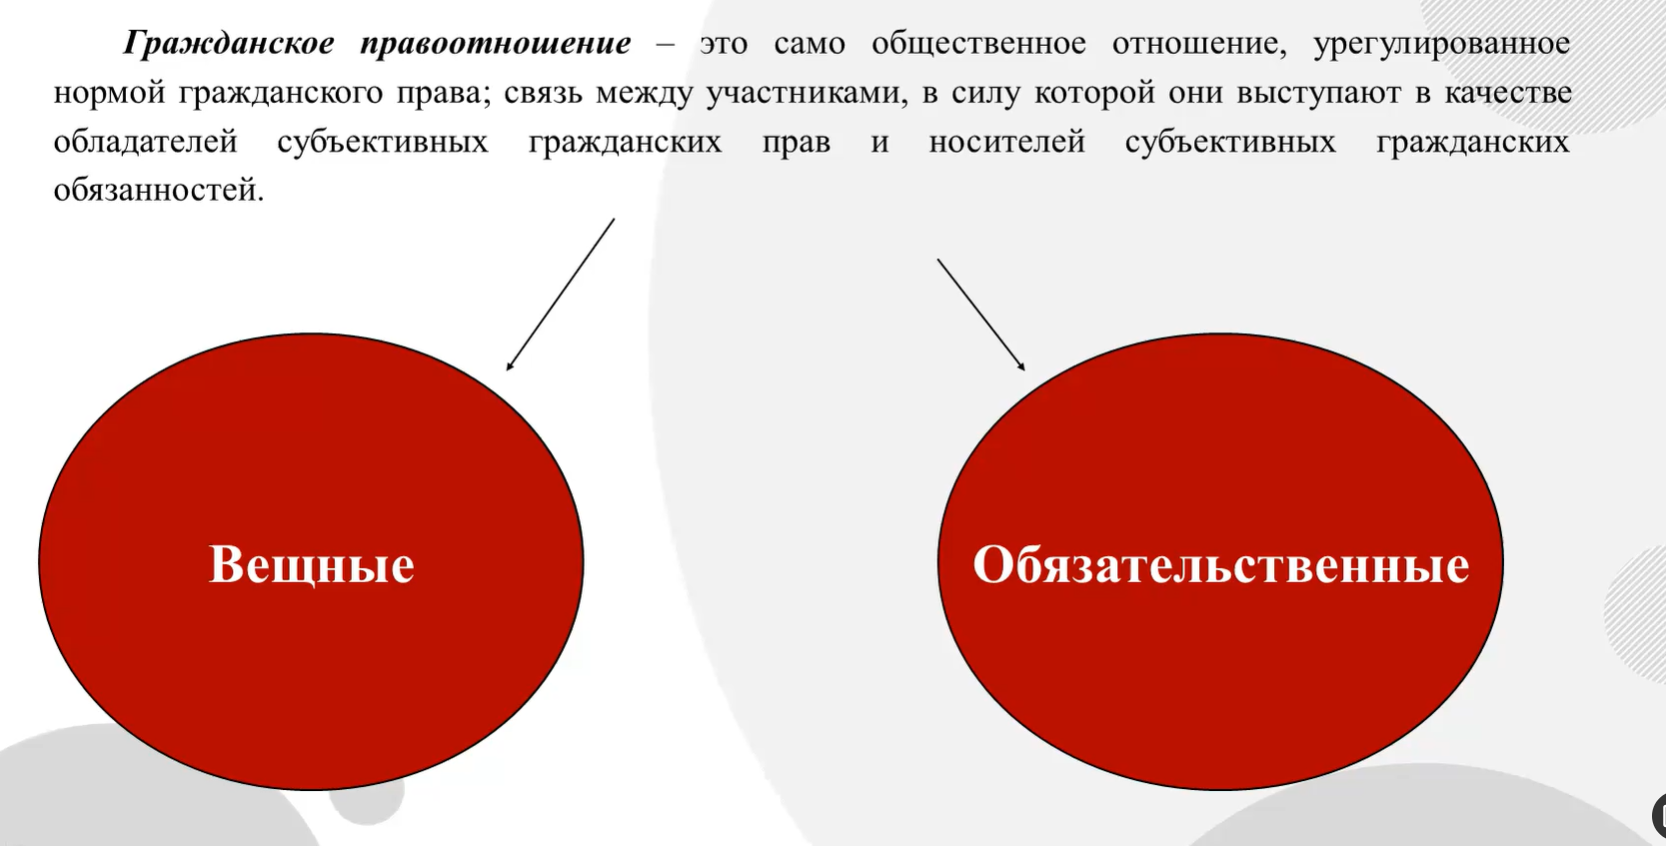 Гражданское правоотношение – это само общественное отношение, урегулированное
нормой гражданского права; связь между участниками, в силу которой они выступают в качестве
обладателей субъективных гражданских прав и носителей субъективных гражданских
обязанностей.
Вещные
Обязательственные